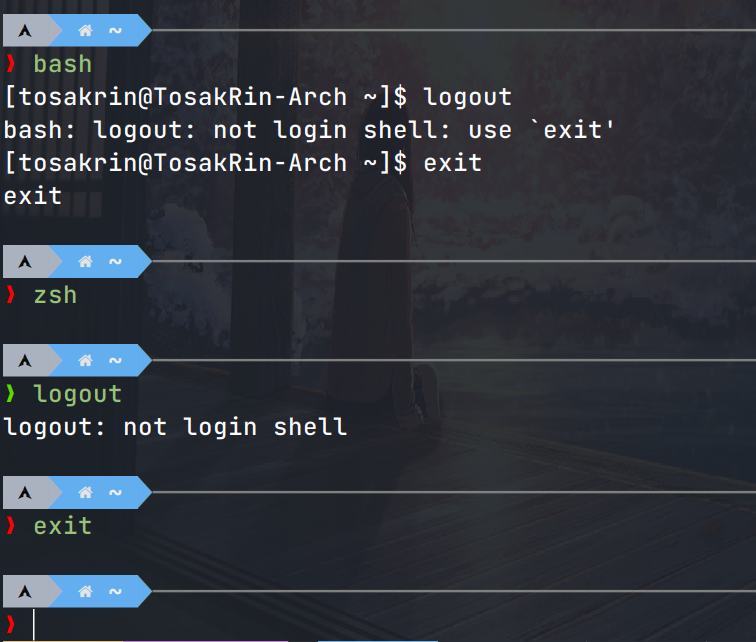 ~
❯ bash
[tosakrin@TosakRin-Arch ~]$ logout
bash: logout: not login shell: use `exit'
[tosakrin@TosakRin-Arch ~]$ exit
exit
~
❯ zsh
~
❯ logout
logout: not login shell
~
❯ exit
~
❯